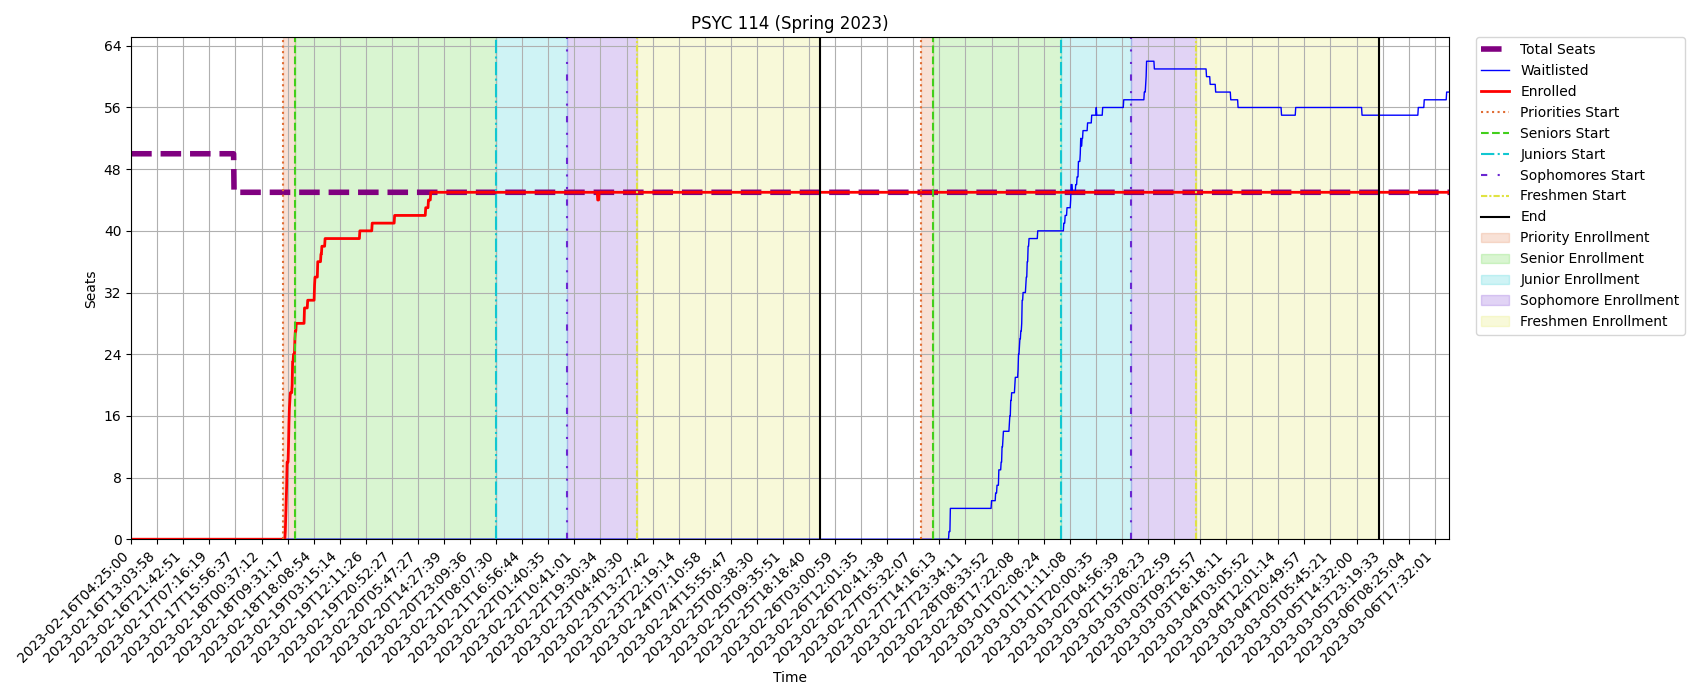 PSYC 114 (Spring 2023)
64
56
48
40
32
24
16
8
0
Seats
2023-02-16T04:25:00
2023-02-16T13:03:58
2023-02-16T21:42:51
2023-02-17T07:16:19
2023-02-17T15:56:37
2023-02-18T00:37:12
2023-02-18T09:31:17
2023-02-18T18:08:54
2023-02-19T03:15:14
2023-02-19T12:11:26
2023-02-19T20:52:27
2023-02-20T05:47:27
2023-02-20T14:27:39
2023-02-20T23:09:36
2023-02-21T08:07:30
2023-02-21T16:56:44
2023-02-22T01:40:35
2023-02-22T10:41:01
2023-02-22T19:30:34
2023-02-23T04:40:30
2023-02-23T13:27:42
2023-02-23T22:19:14
2023-02-24T07:10:58
2023-02-24T15:55:47
2023-02-25T00:38:30
2023-02-25T09:35:51
2023-02-25T18:18:40
2023-02-26T03:00:59
2023-02-26T12:01:35
2023-02-26T20:41:38
2023-02-27T05:32:07
2023-02-27T14:16:13
2023-02-27T23:34:11
2023-02-28T08:33:52
2023-02-28T17:22:08
2023-03-01T02:08:24
2023-03-01T11:11:08
2023-03-01T20:00:35
2023-03-02T04:56:39
2023-03-02T15:28:23
2023-03-03T00:22:59
2023-03-03T09:25:57
2023-03-03T18:18:11
2023-03-04T03:05:52
2023-03-04T12:01:14
2023-03-04T20:49:57
2023-03-05T05:45:21
2023-03-05T14:32:00
2023-03-05T23:19:33
2023-03-06T08:25:04
2023-03-06T17:32:01
Time
Total Seats
Waitlisted
Enrolled
Priorities Start
Seniors Start
Juniors Start
Sophomores Start
Freshmen Start
End
Priority Enrollment
Senior Enrollment
Junior Enrollment
Sophomore Enrollment
Freshmen Enrollment